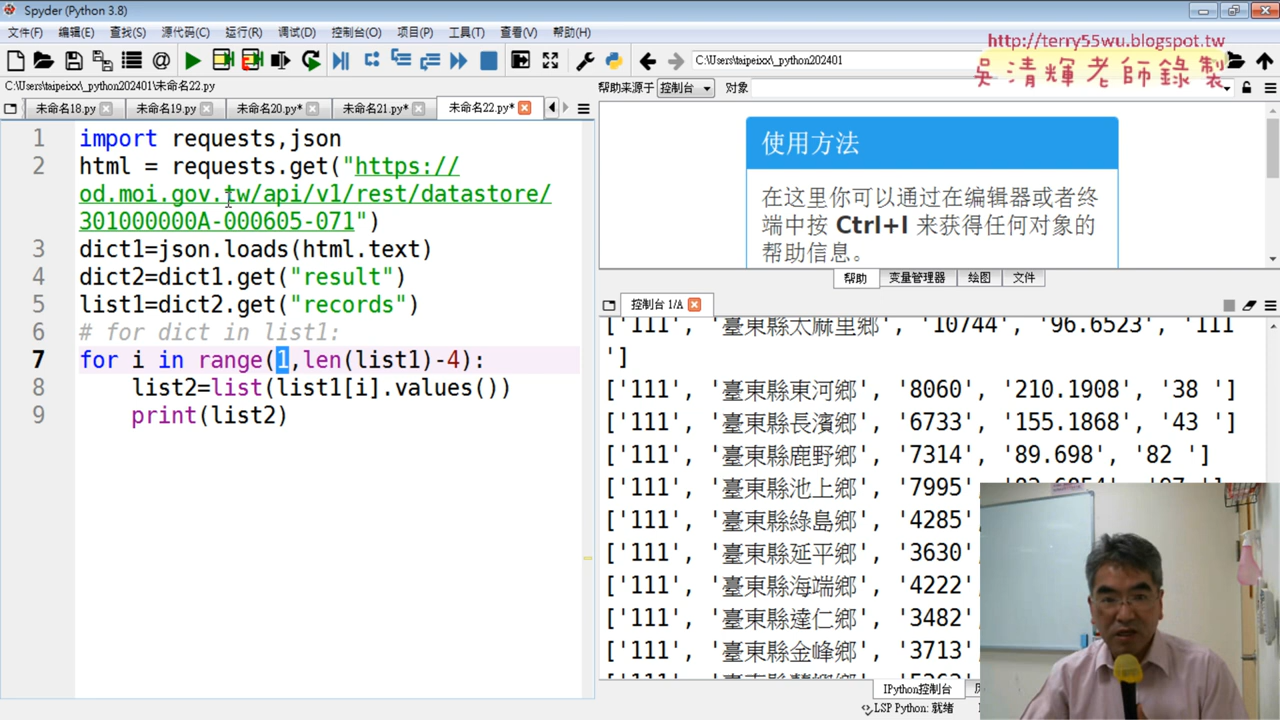 Spyder (Python 3.8)
文件(F) 编辑(E) 查找(S) 源代码(C) 运行(R) 调试(D) 控制台(O) 项目(P) 工具(T) 查看(V) 帮助(H)
http://terry55wu.blogspot.tw
吳清輝老師錄製
C:\Users\taipeixx\_python202401
C:\Users\taipeixx\_python202401\未命名22.py
帮助来源于 控制台 对象
未命名18.py 未命名19.py 未命名20.py* 未命名21.py* 未命名22.py*
1 import requests,json
2 html = requests.get("https://
od.moi.gov.tw/api/v1/rest/datastore/
301000000A-000605-071")
3 dict1=json.loads(html.text)
4 dict2=dict1.get("result")
5 list1=dict2.get("records")
6 # for dict in list1:
7 for i in range(1,len(list1)-4):
8 list2=list(list1[i].values())
9 print(list2)
使用方法
在这里你可以通过在编辑器或者终
端中按 Ctrl+I 来获得任何对象的
帮助信息。
帮助 变量管理器 绘图 文件
控制台 1/A
['111', '臺東縣太麻里鄉', '10744', '96.6523', '111
']
['111', '臺東縣東河鄉', '8060', '210.1908', '38 ']
['111', '臺東縣長濱鄉', '6733', '155.1868', '43 ']
['111', '臺東縣鹿野鄉', '7314', '89.698', '82 ']
['111', '臺東縣池上鄉', '7995',
['111', '臺東縣綠島鄉', '4285'
['111', '臺東縣延平鄉', '3630'
['111', '臺東縣海端鄉', '4222'
['111', '臺東縣達仁鄉', '3482'
['111', '臺東縣金峰鄉', '3713'
IPython控制台
LSP Python: 就绪